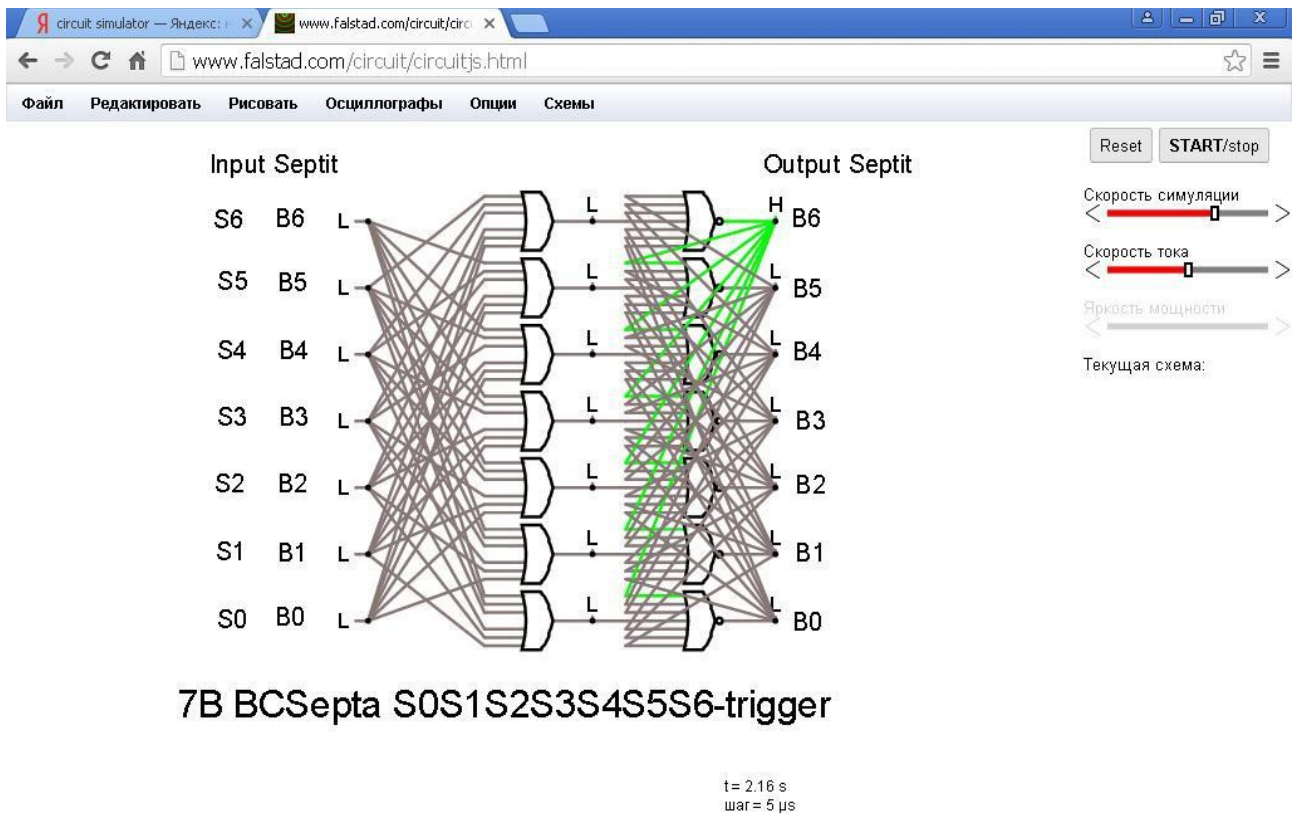 Я circuit simulator — Яндекс: н
www.falstad.com/circuit/circ
www.falstad.com/circuit/circuitjs.html
Файл Редактировать Рисовать Осциллографы Опции Схемы
Reset START/stop
Скорость симуляции
Скорость тока
Яркость мощности
Текущая схема:
Input Septit Output Septit
S6 B6 L L H B6
S5 B5 L L L B5
S4 B4 L L L B4
S3 B3 L L L B3
S2 B2 L L L B2
S1 B1 L L L B1
S0 B0 L L L B0
7B BCSepta S0S1S2S3S4S5S6-trigger
t = 2.16 s
шаг = 5 μs